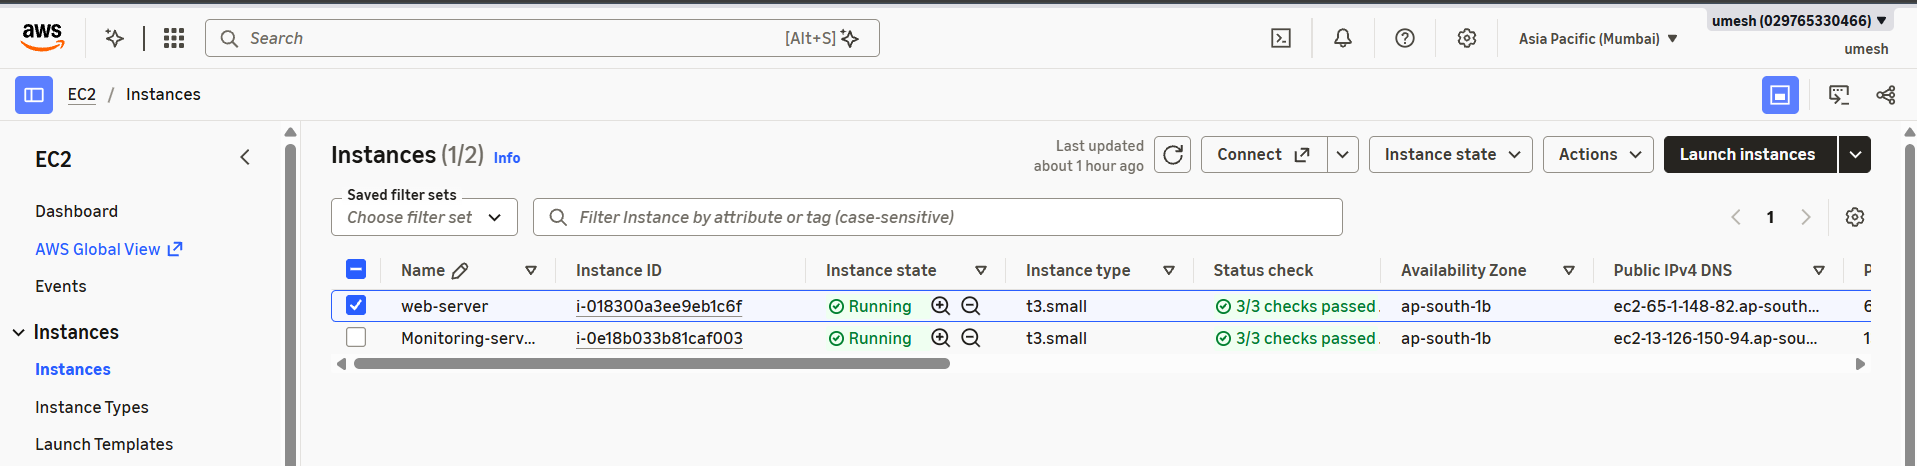 aws
Search [Alt+S]
Asia Pacific (Mumbai)
umesh (029765330466)
umesh
EC2 / Instances
EC2
Dashboard
AWS Global View
Events
Instances
Instances
Instance Types
Launch Templates
Instances (1/2) Info
Last updated
about 1 hour ago
Connect
Instance state
Actions
Launch instances
Saved filter sets
Choose filter set
Filter Instance by attribute or tag (case-sensitive)
1
Name Instance ID Instance state Instance type Status check Availability Zone Public IPv4 DNS P
web-server i-018300a3ee9eb1c6f Running t3.small 3/3 checks passed ap-south-1b ec2-65-1-148-82.ap-south... 6
Monitoring-serv... i-0e18b033b81caf003 Running t3.small 3/3 checks passed ap-south-1b ec2-13-126-150-94.ap-sou... 1